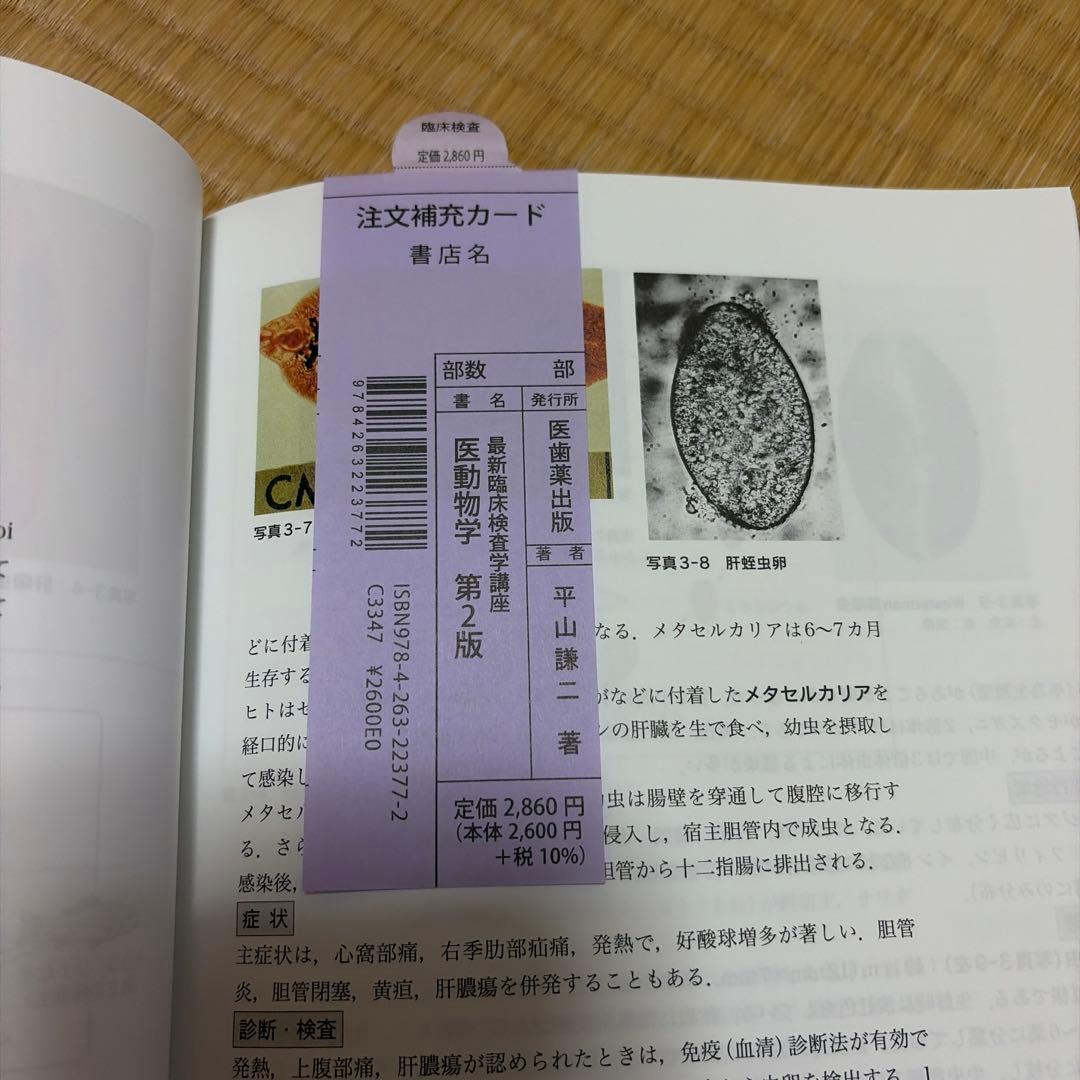 臨床検査
定価 2,860 円
注文補充カード
書店名
部数 部
書名
発行所
最新臨床検査学講座
医動物学 第2版
医歯薬出版
著者
平山謙二 著
9784263223772
ISBN978-4-263-22377-2
C3347 ¥2600E0
定価 2,860 円
(本体 2,600 円
+税 10%)
CM
写真3-7
写真3-8 肝蛭虫卵
どに付着
なる．メタセルカリアは6〜7カ月
生存する
ヒトはセ
がなどに付着したメタセルカリアを
経口的に
ンの肝臓を生で食べ，幼虫を摂取し
て感染し
メタセル
虫は腸壁を穿通して腹腔に移行す
る．さら
侵入し，宿主胆管内で成虫となる．
感染後，
胆管から十二指腸に排出される．
症状
主症状は，心窩部痛，右季肋部疝痛，発熱で，好酸球増多が著しい．胆管
炎，胆管閉塞，黄疸，肝膿瘍を併発することもある．
診断・検査
発熱，上腹部痛，肝膿瘍が認められたときは，免疫(血清)診断法が有効で